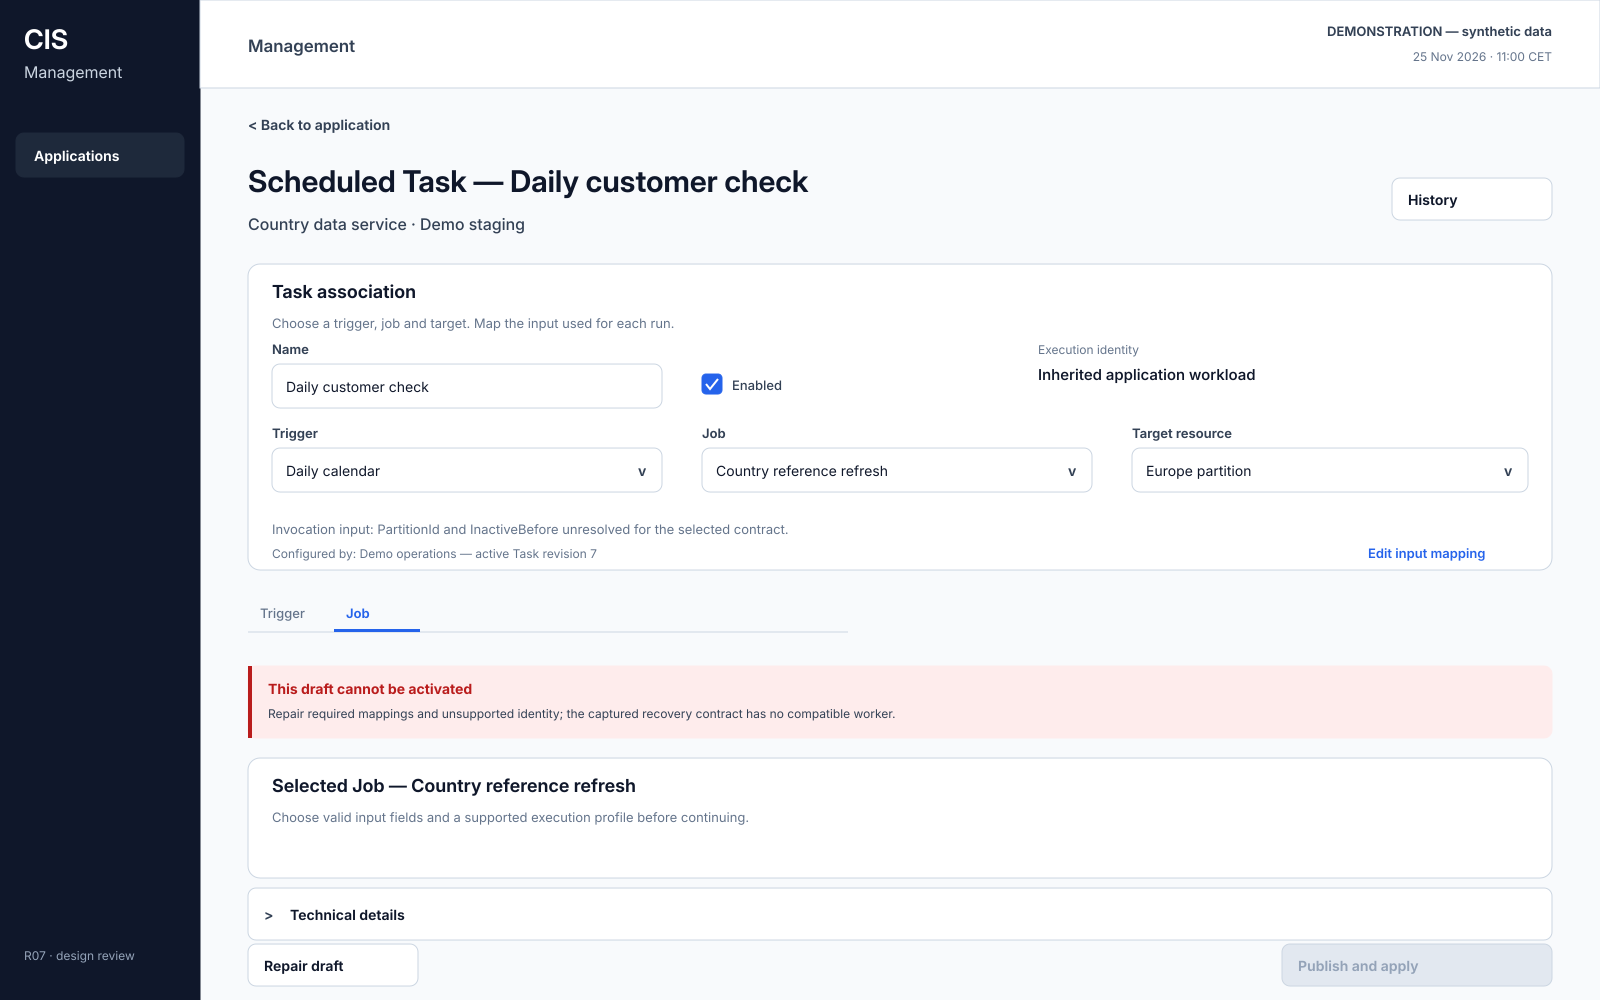 CIS
Management
Applications
R07 · design review
Management
DEMONSTRATION — synthetic data
25 Nov 2026 · 11:00 CET
< Back to application
Scheduled Task — Daily customer check
Country data service · Demo staging
History
Task association
Choose a trigger, job and target. Map the input used for each run.
Name
Daily customer check
Enabled
Execution identity
Inherited application workload
Trigger
Daily calendar v
Job
Country reference refresh v
Target resource
Europe partition v
Invocation input: PartitionId and InactiveBefore unresolved for the selected contract.
Configured by: Demo operations — active Task revision 7
Edit input mapping
Trigger
Job
This draft cannot be activated
Repair required mappings and unsupported identity; the captured recovery contract has no compatible worker.
Selected Job — Country reference refresh
Choose valid input fields and a supported execution profile before continuing.
> Technical details
Repair draft
Publish and apply